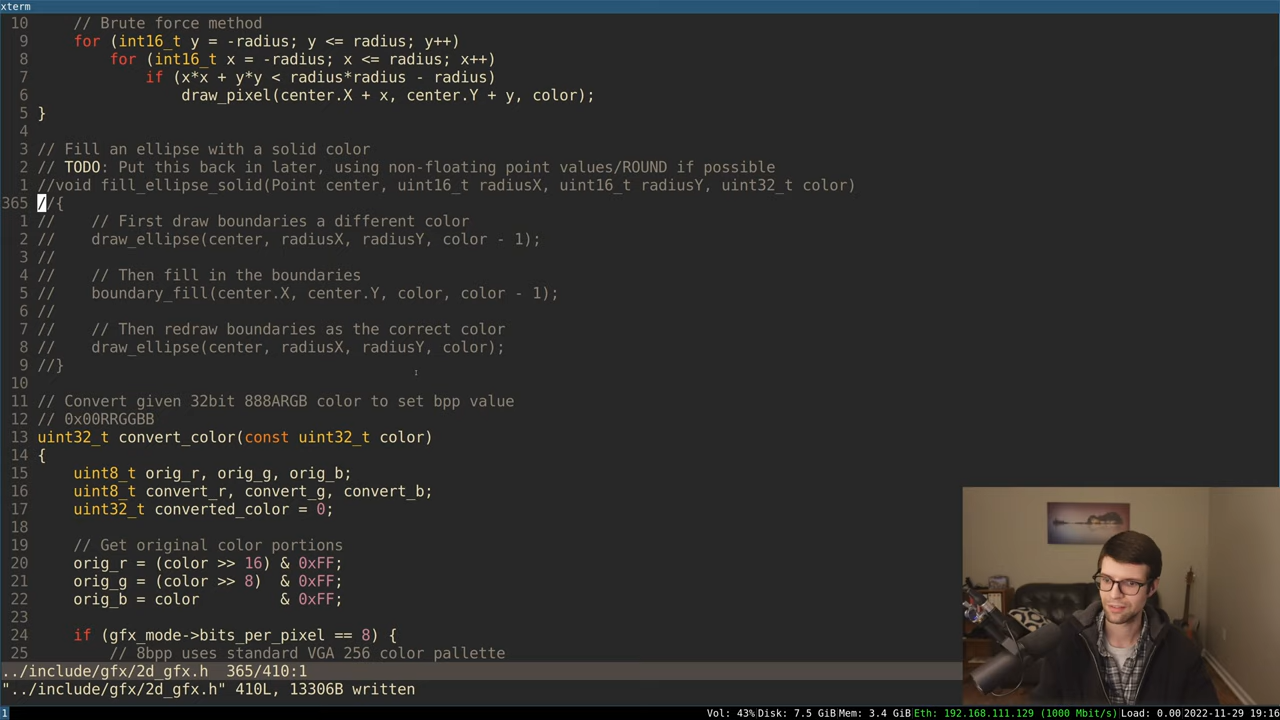 xterm
10     // Brute force method
9     for (int16_t y = -radius; y <= radius; y++)
8         for (int16_t x = -radius; x <= radius; x++)
7             if (x*x + y*y < radius*radius - radius)
6                 draw_pixel(center.X + x, center.Y + y, color);
5 }
4
3 // Fill an ellipse with a solid color
2 // TODO: Put this back in later, using non-floating point values/ROUND if possible
1 //void fill_ellipse_solid(Point center, uint16_t radiusX, uint16_t radiusY, uint32_t color)
365 //{
1 //    // First draw boundaries a different color
2 //    draw_ellipse(center, radiusX, radiusY, color - 1);
3 //
4 //    // Then fill in the boundaries
5 //    boundary_fill(center.X, center.Y, color, color - 1);
6 //
7 //    // Then redraw boundaries as the correct color
8 //    draw_ellipse(center, radiusX, radiusY, color);
9 //}
10
11 // Convert given 32bit 888ARGB color to set bpp value
12 // 0x00RRGGBB
13 uint32_t convert_color(const uint32_t color)
14 {
15     uint8_t orig_r, orig_g, orig_b;
16     uint8_t convert_r, convert_g, convert_b;
17     uint32_t converted_color = 0;
18
19     // Get original color portions
20     orig_r = (color >> 16) & 0xFF;
21     orig_g = (color >> 8)  & 0xFF;
22     orig_b = color         & 0xFF;
23
24     if (gfx_mode->bits_per_pixel == 8) {
25         // 8bpp uses standard VGA 256 color pallette
../include/gfx/2d_gfx.h  365/410:1
"../include/gfx/2d_gfx.h" 410L, 13306B written
1 Vol: 43% Disk: 7.5 GiB Mem: 3.4 GiB Eth: 192.168.111.129 (1000 Mbit/s) Load: 0.00 2022-11-29 19:16